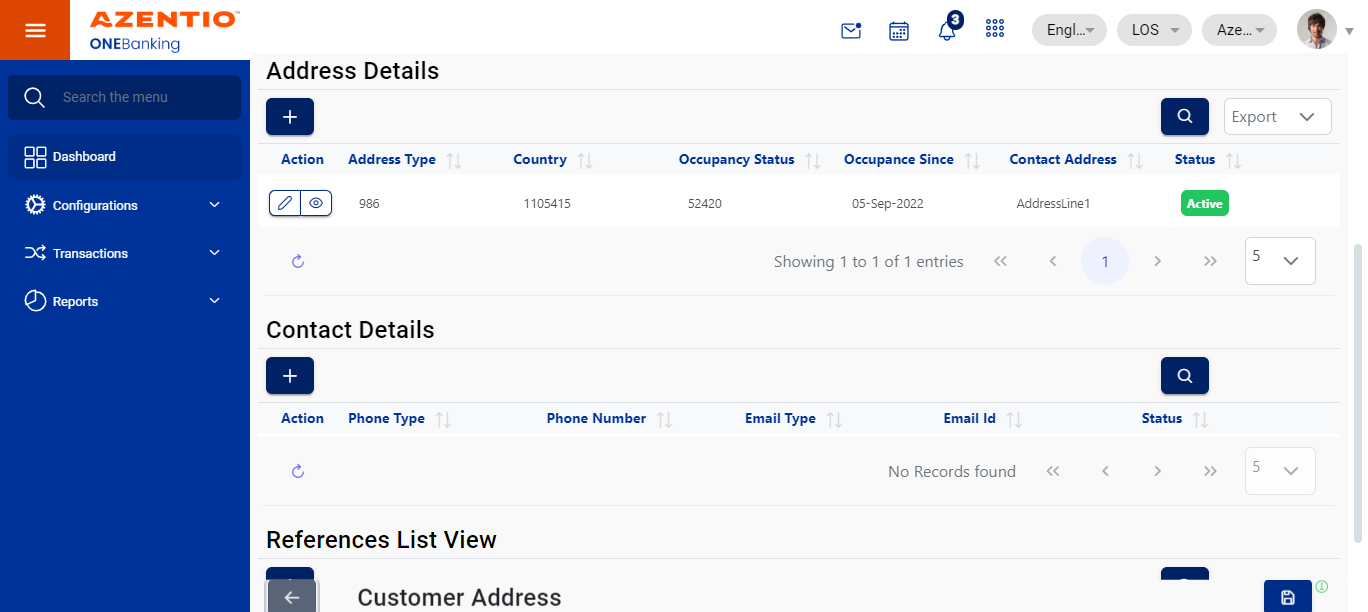 AZENTIO™
ONEBanking
3
Engl...
LOS
Aze...
Search the menu
Dashboard
Configurations
Transactions
Reports
Address Details
Export
Action Address Type Country Occupancy Status Occupance Since Contact Address Status
986 1105415 52420 05-Sep-2022 AddressLine1 Active
Showing 1 to 1 of 1 entries 1 5
Contact Details
Action Phone Type Phone Number Email Type Email Id Status
No Records found 5
References List View
Customer Address